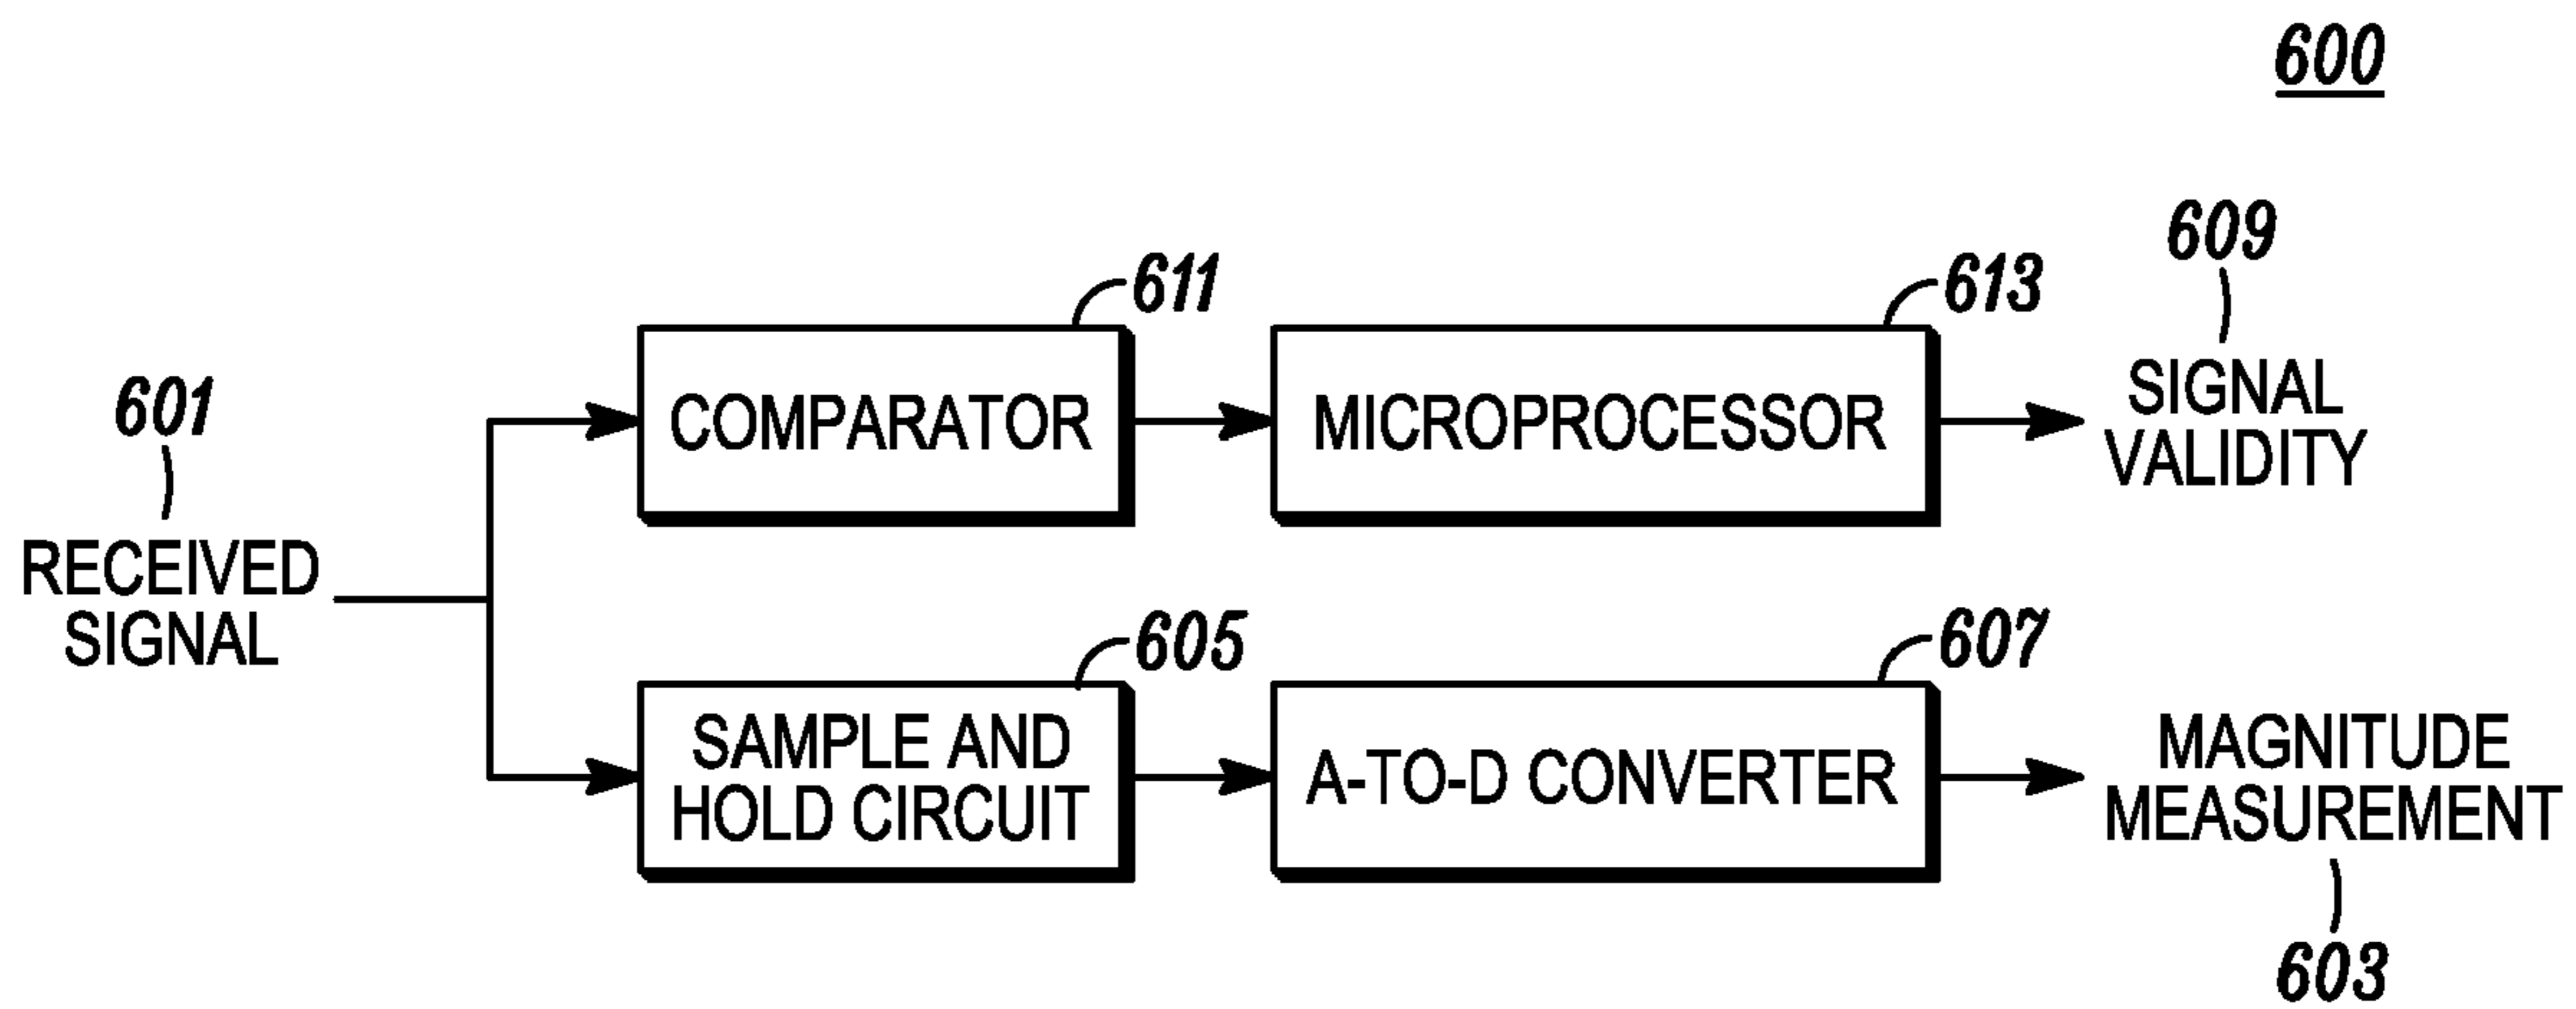 600
609
611
613
601
SIGNAL
VALIDITY
COMPARATOR
MICROPROCESSOR
RECEIVED
SIGNAL
605
607
SAMPLE AND
HOLD CIRCUIT
A-TO-D CONVERTER
MAGNITUDE
MEASUREMENT
603